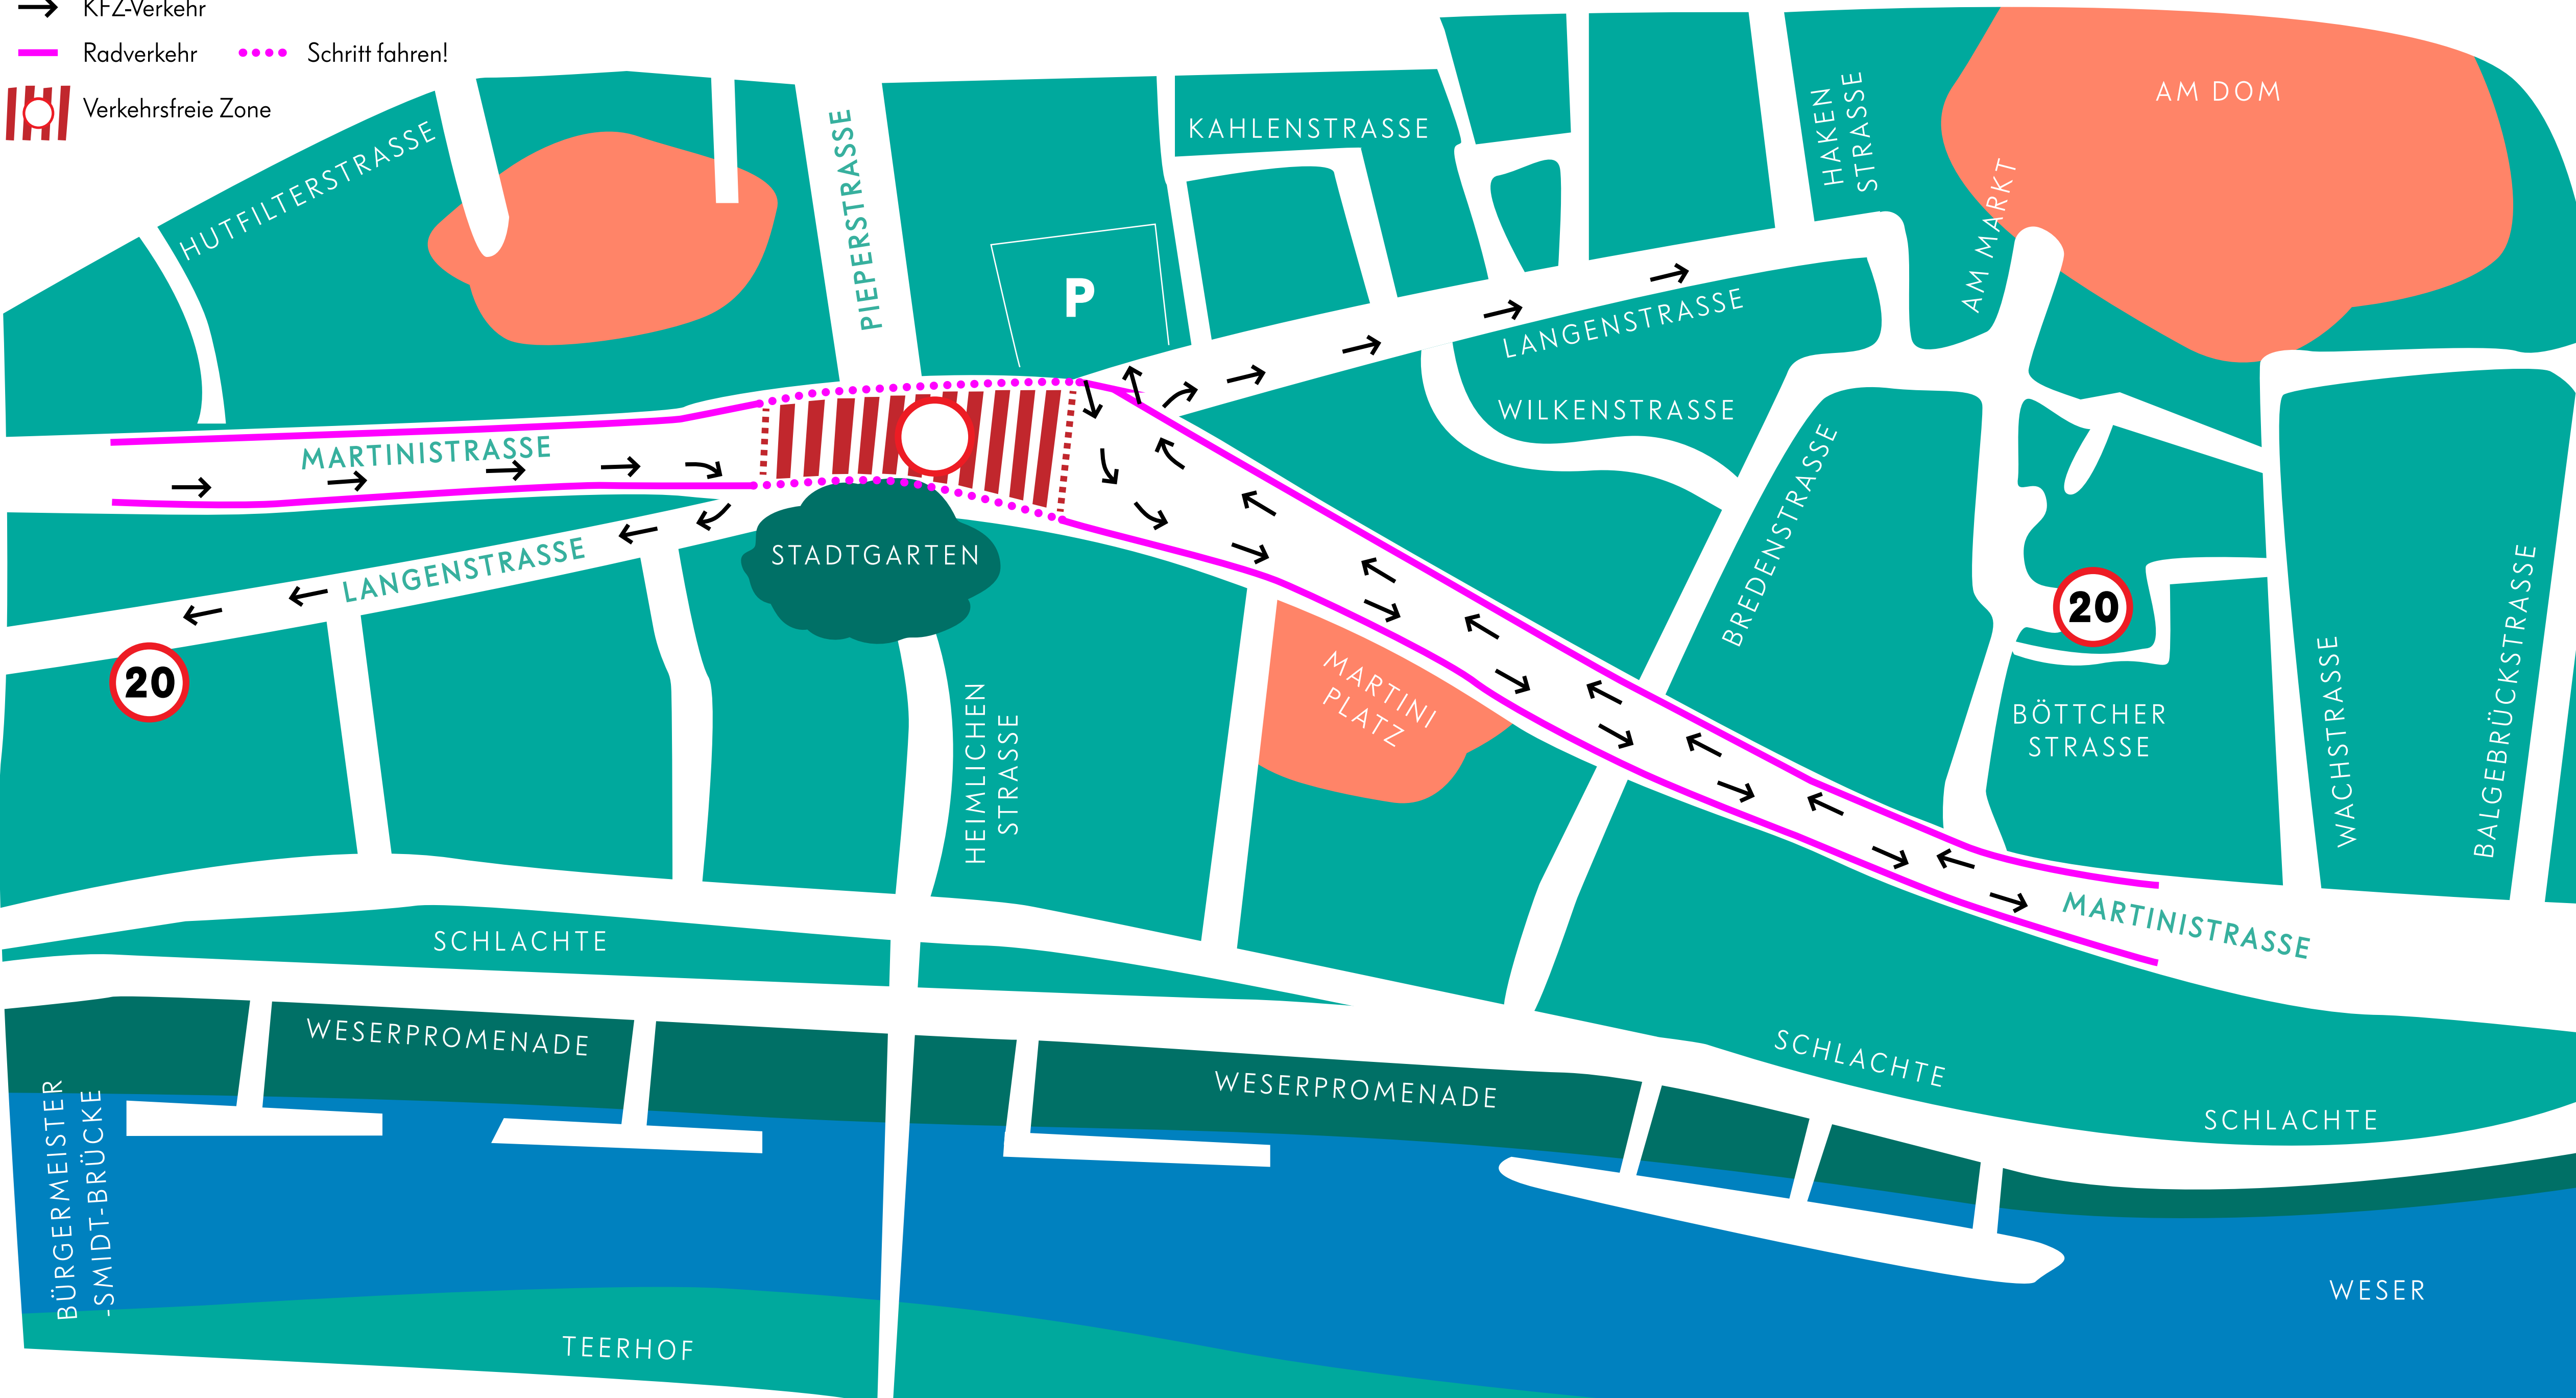 KFZ-Verkehr
Radverkehr
Schritt fahren!
Verkehrsfreie Zone
HUTFILTERSTRASSE
PIEPERSTRASSE
P
KAHLENSTRASSE
HAKEN
STRASSE
AM DOM
AM MARKT
LANGENSTRASSE
WILKENSTRASSE
MARTINISTRASSE
LANGENSTRASSE
STADTGARTEN
BREDENSTRASSE
20
20
MARTINI
PLATZ
HEIMLICHEN
STRASSE
BÖTTCHER
STRASSE
WACHSTRASSE
BALGEBRÜCKSTRASSE
MARTINISTRASSE
SCHLACHTE
WESERPROMENADE
WESERPROMENADE
SCHLACHTE
SCHLACHTE
BÜRGERMEISTER
-SMIDT-BRÜCKE
WESER
TEERHOF